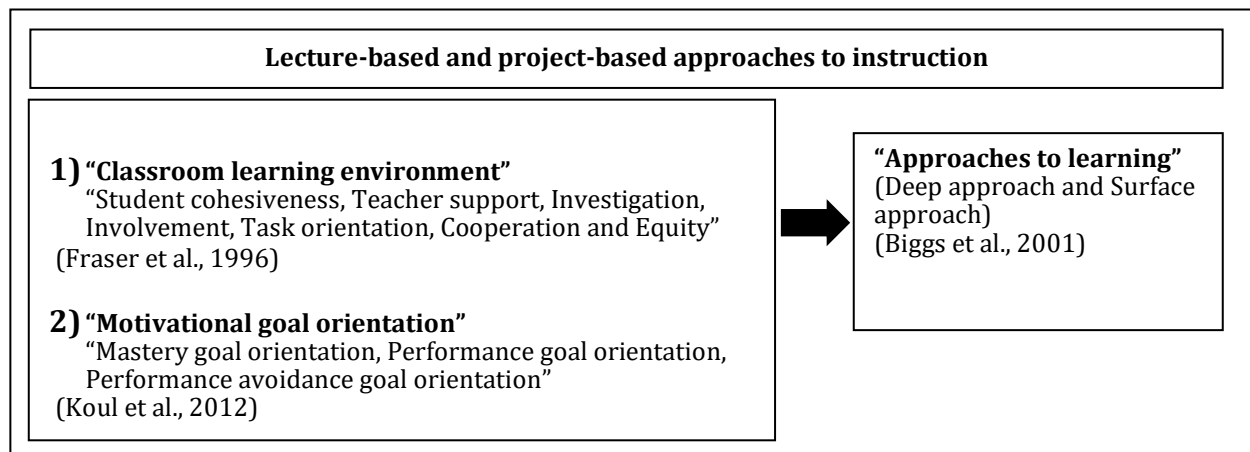 Lecture-based and project-based approaches to instruction
1) “Classroom learning environment”
“Student cohesiveness, Teacher support, Investigation,
Involvement, Task orientation, Cooperation and Equity”
(Fraser et al., 1996)
2) “Motivational goal orientation”
“Mastery goal orientation, Performance goal orientation,
Performance avoidance goal orientation”
(Koul et al., 2012)
“Approaches to learning”
(Deep approach and Surface
approach)
(Biggs et al., 2001)